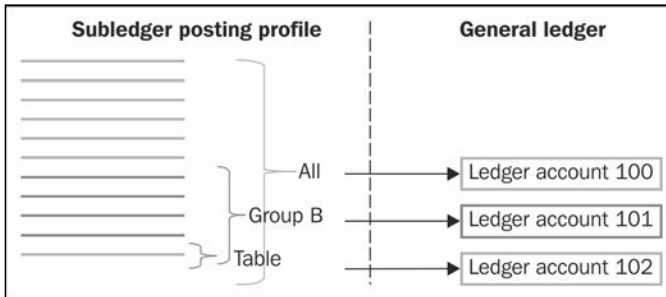 Subledger posting profile
General ledger
All
Ledger account 100
Group B
Ledger account 101
Table
Ledger account 102